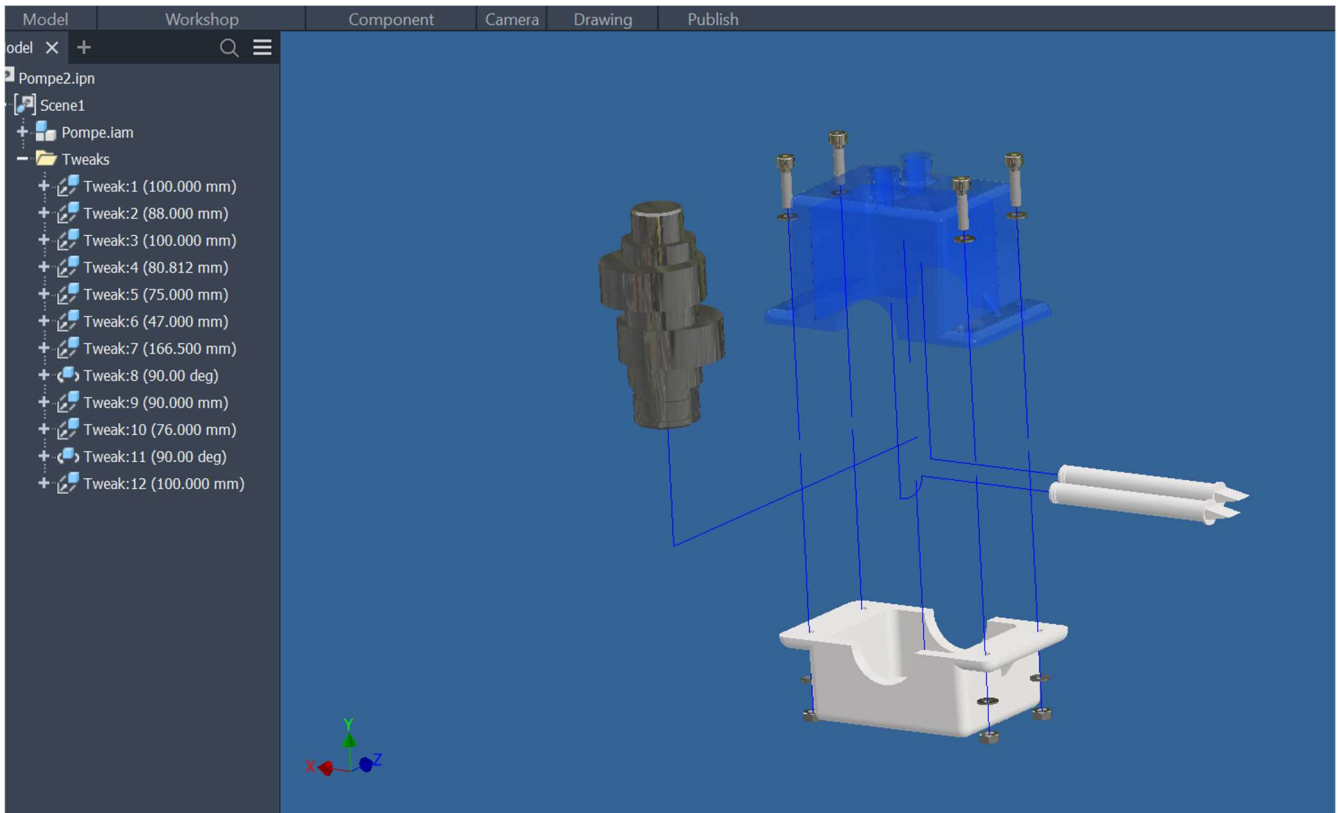 Model Workshop Component Camera Drawing Publish
odel
Pompe2.ipn
Scene1
Pompe.iam
Tweaks
Tweak:1 (100.000 mm)
Tweak:2 (88.000 mm)
Tweak:3 (100.000 mm)
Tweak:4 (80.812 mm)
Tweak:5 (75.000 mm)
Tweak:6 (47.000 mm)
Tweak:7 (166.500 mm)
Tweak:8 (90.00 deg)
Tweak:9 (90.000 mm)
Tweak:10 (76.000 mm)
Tweak:11 (90.00 deg)
Tweak:12 (100.000 mm)
Y
X Z